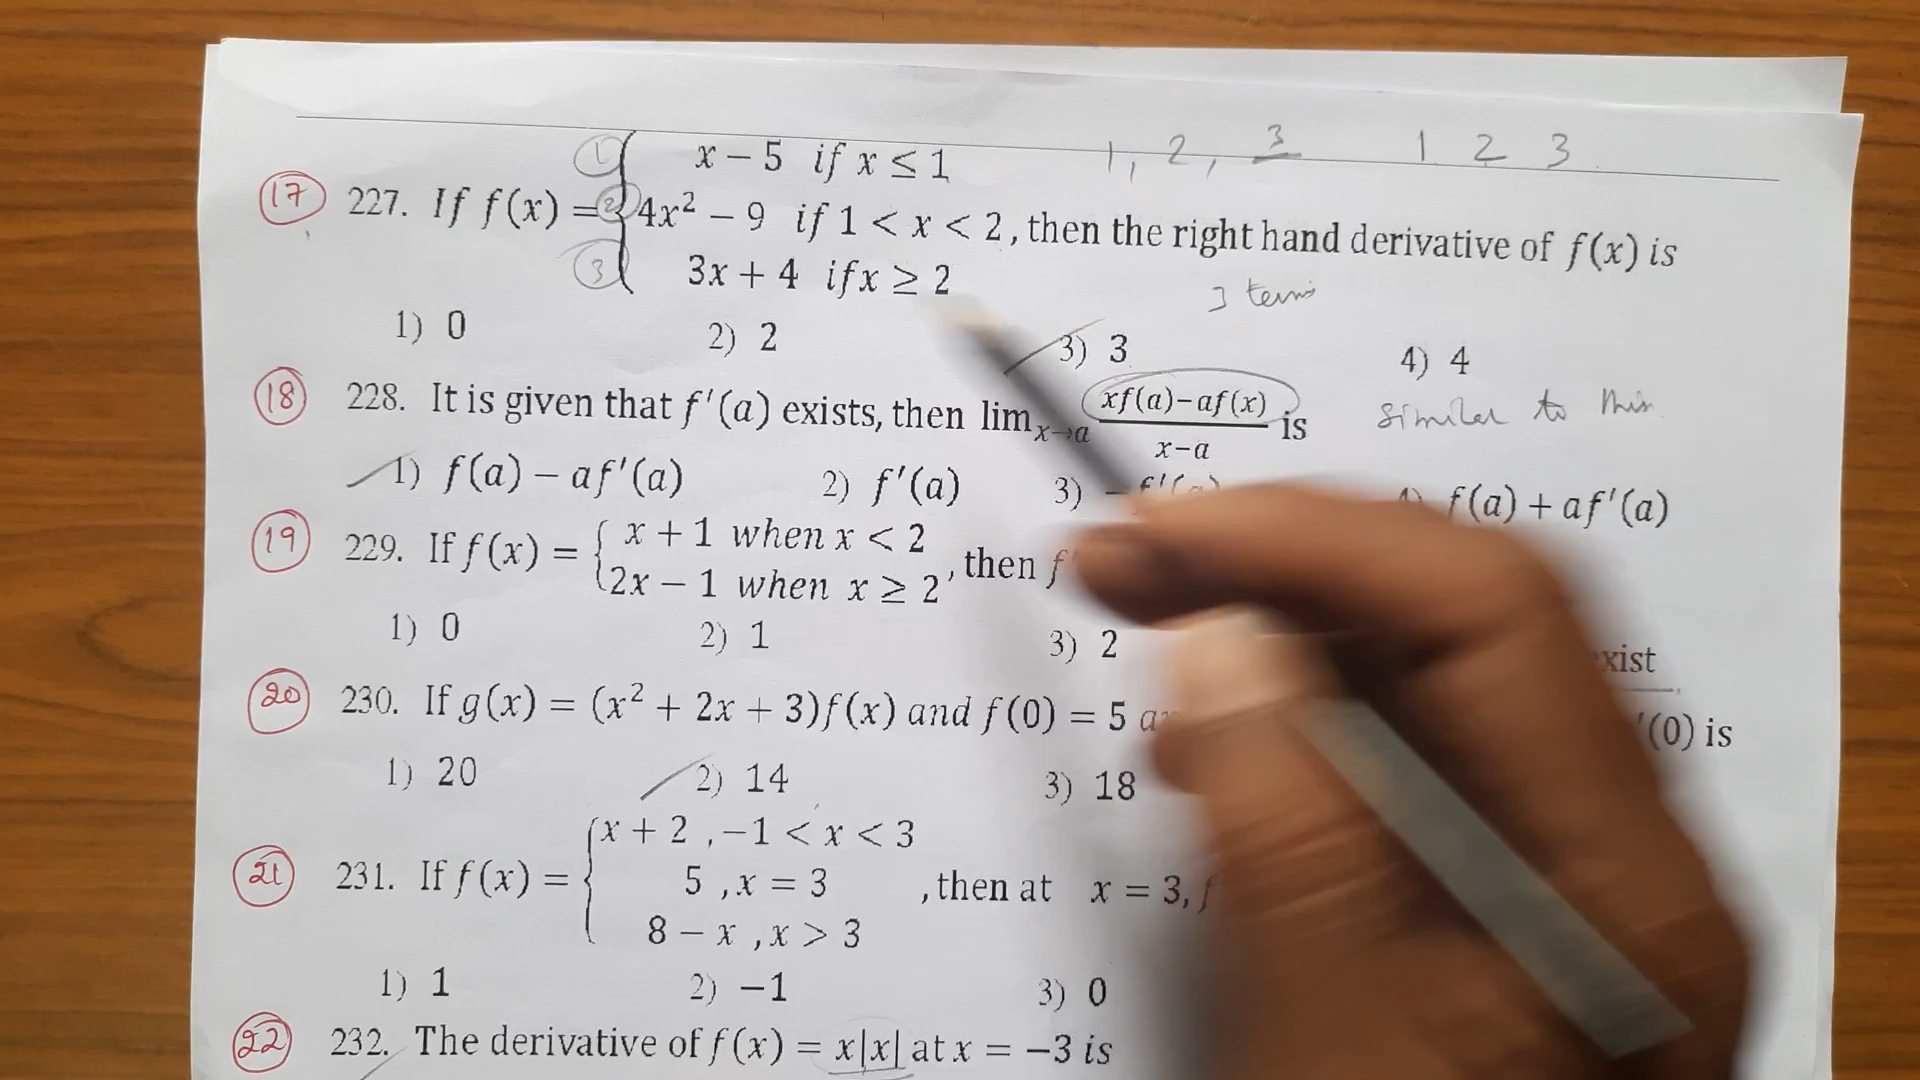 1, 2, 3 1 2 3
① x − 5 if x ≤ 1
⑰ 227. If f(x) = ② 4x² − 9 if 1 < x < 2, then the right hand derivative of f(x) is
③ 3x + 4 if x ≥ 2
3 terms
1) 0 2) 2 3) 3 4) 4
⑱ 228. It is given that f′(a) exists, then lim x→a xf(a)−af(x) / x−a is similar to this
1) f(a) − af′(a) 2) f′(a) 3) f(a) + af′(a)
⑲ 229. If f(x) = { x + 1 when x < 2
2x − 1 when x ≥ 2 , then f
1) 0 2) 1 3) 2 xist
⑳ 230. If g(x) = (x² + 2x + 3)f(x) and f(0) = 5 ′(0) is
1) 20 2) 14 3) 18
x + 2 , −1 < x < 3
㉑ 231. If f(x) = { 5 , x = 3 , then at x = 3, f
8 − x , x > 3
1) 1 2) −1 3) 0
㉒ 232. The derivative of f(x) = x|x| at x = −3 is